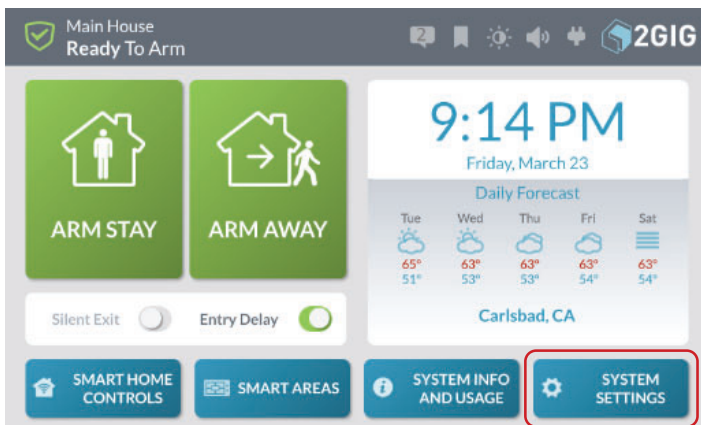 Main House
Ready To Arm
2
2GIG
ARM STAY
ARM AWAY
9:14 PM
Friday, March 23
Daily Forecast
Tue Wed Thu Fri Sat
65° 63° 63° 63° 63°
51° 53° 53° 54° 54°
Carlsbad, CA
Silent Exit
Entry Delay
SMART HOME
CONTROLS
SMART AREAS
SYSTEM INFO
AND USAGE
SYSTEM
SETTINGS